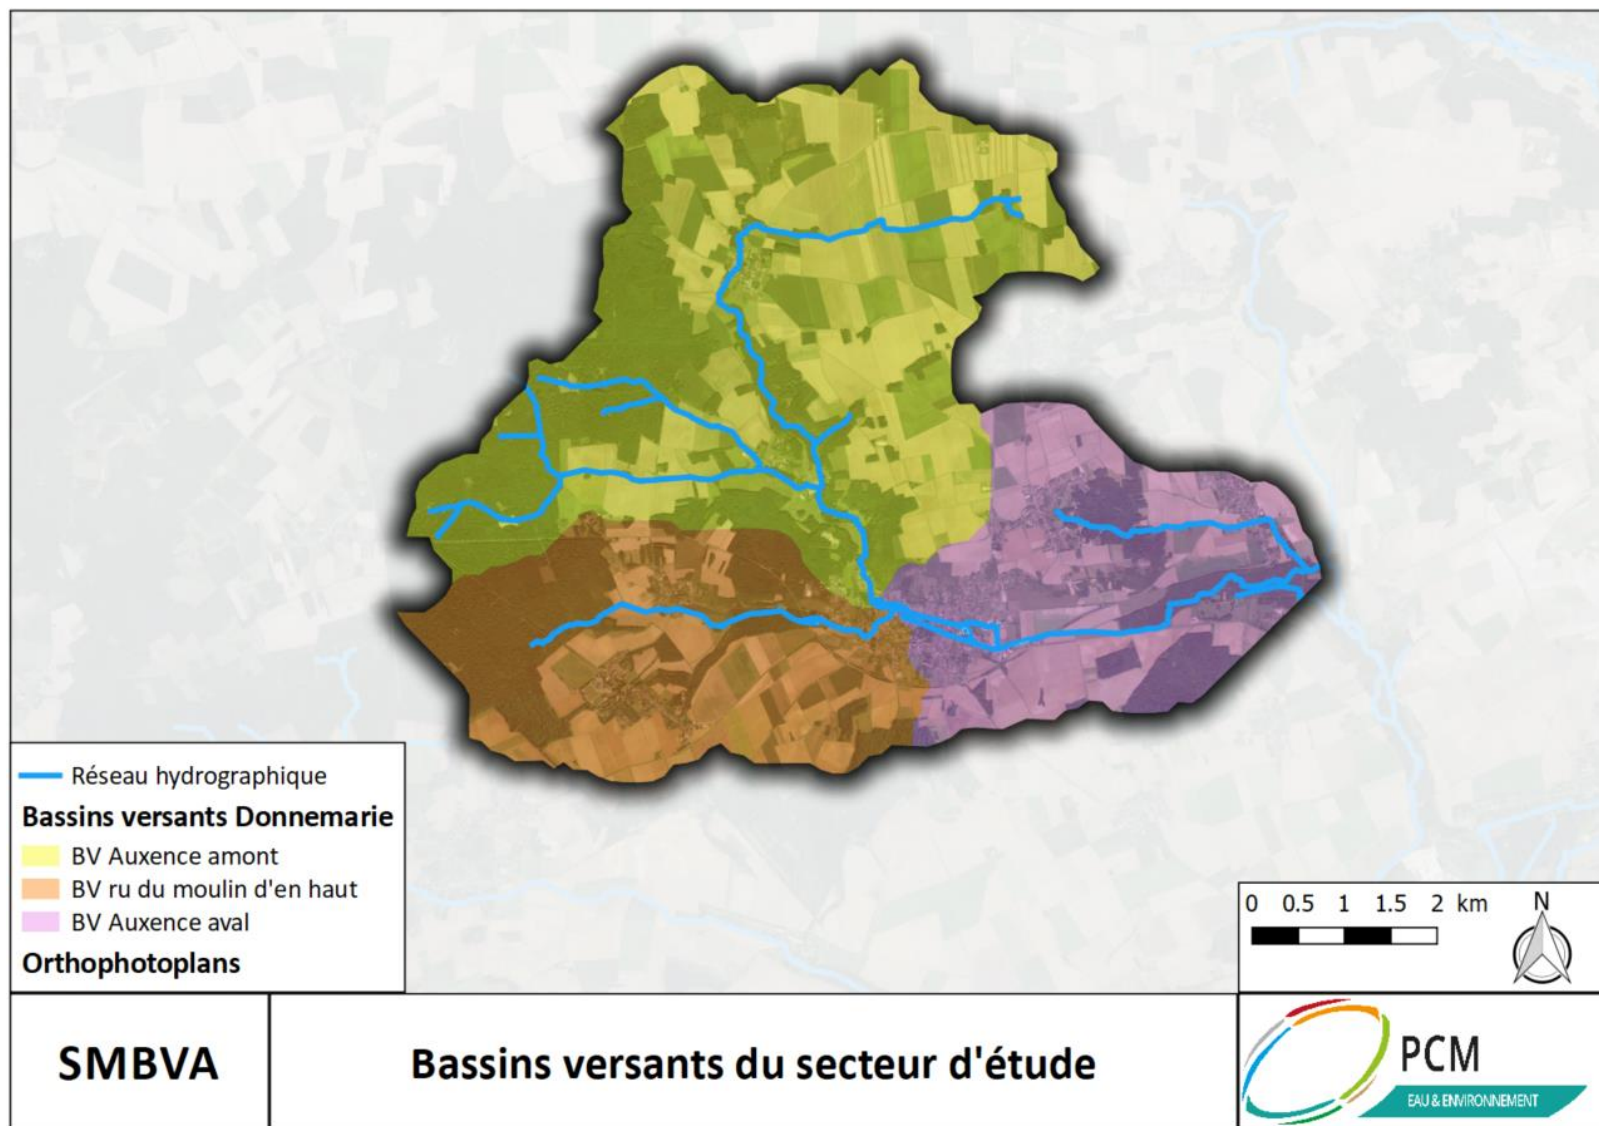 Réseau hydrographique
Bassins versants Donnemarie
BV Auxence amont
BV ru du moulin d'en haut
BV Auxence aval
Orthophotoplans
0 0.5 1 1.5 2 km
N
SMBVA
Bassins versants du secteur d'étude
PCM
EAU & ENVIRONNEMENT